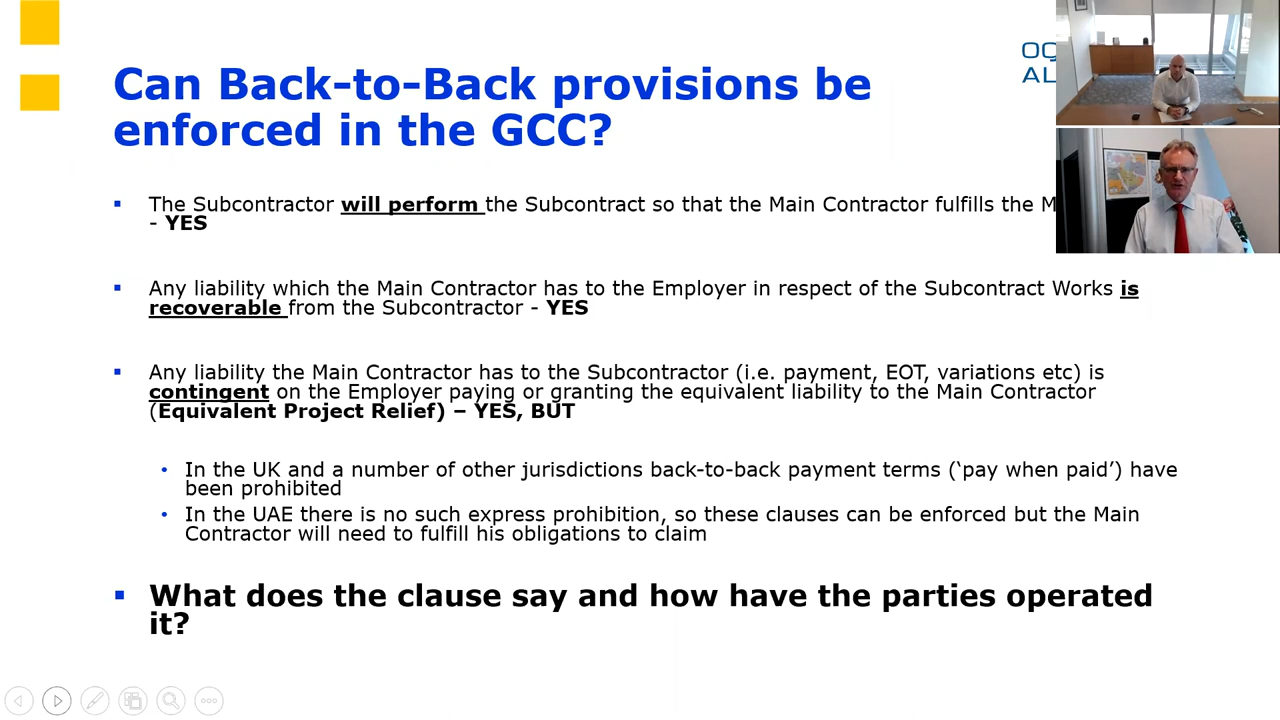 Can Back-to-Back provisions be
enforced in the GCC?
▪ The Subcontractor will perform the Subcontract so that the Main Contractor fulfills the
- YES
▪ Any liability which the Main Contractor has to the Employer in respect of the Subcontract Works is
recoverable from the Subcontractor - YES
▪ Any liability the Main Contractor has to the Subcontractor (i.e. payment, EOT, variations etc) is
contingent on the Employer paying or granting the equivalent liability to the Main Contractor
(Equivalent Project Relief) – YES, BUT
• In the UK and a number of other jurisdictions back-to-back payment terms (‘pay when paid’) have
been prohibited
• In the UAE there is no such express prohibition, so these clauses can be enforced but the Main
Contractor will need to fulfill his obligations to claim
▪ What does the clause say and how have the parties operated
it?